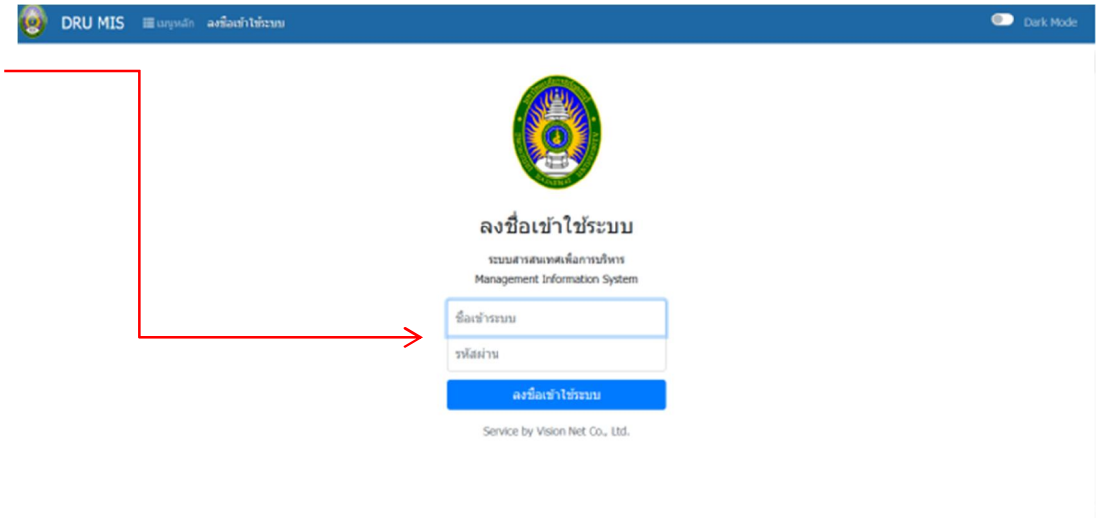 DRU MIS เมนูหลัก ลงชื่อเข้าใช้ระบบ Dark Mode
ลงชื่อเข้าใช้ระบบ
ระบบสารสนเทศเพื่อการบริหาร
Management Information System
ชื่อเข้าระบบ
รหัสผ่าน
ลงชื่อเข้าใช้ระบบ
Service by Vision Net Co., Ltd.